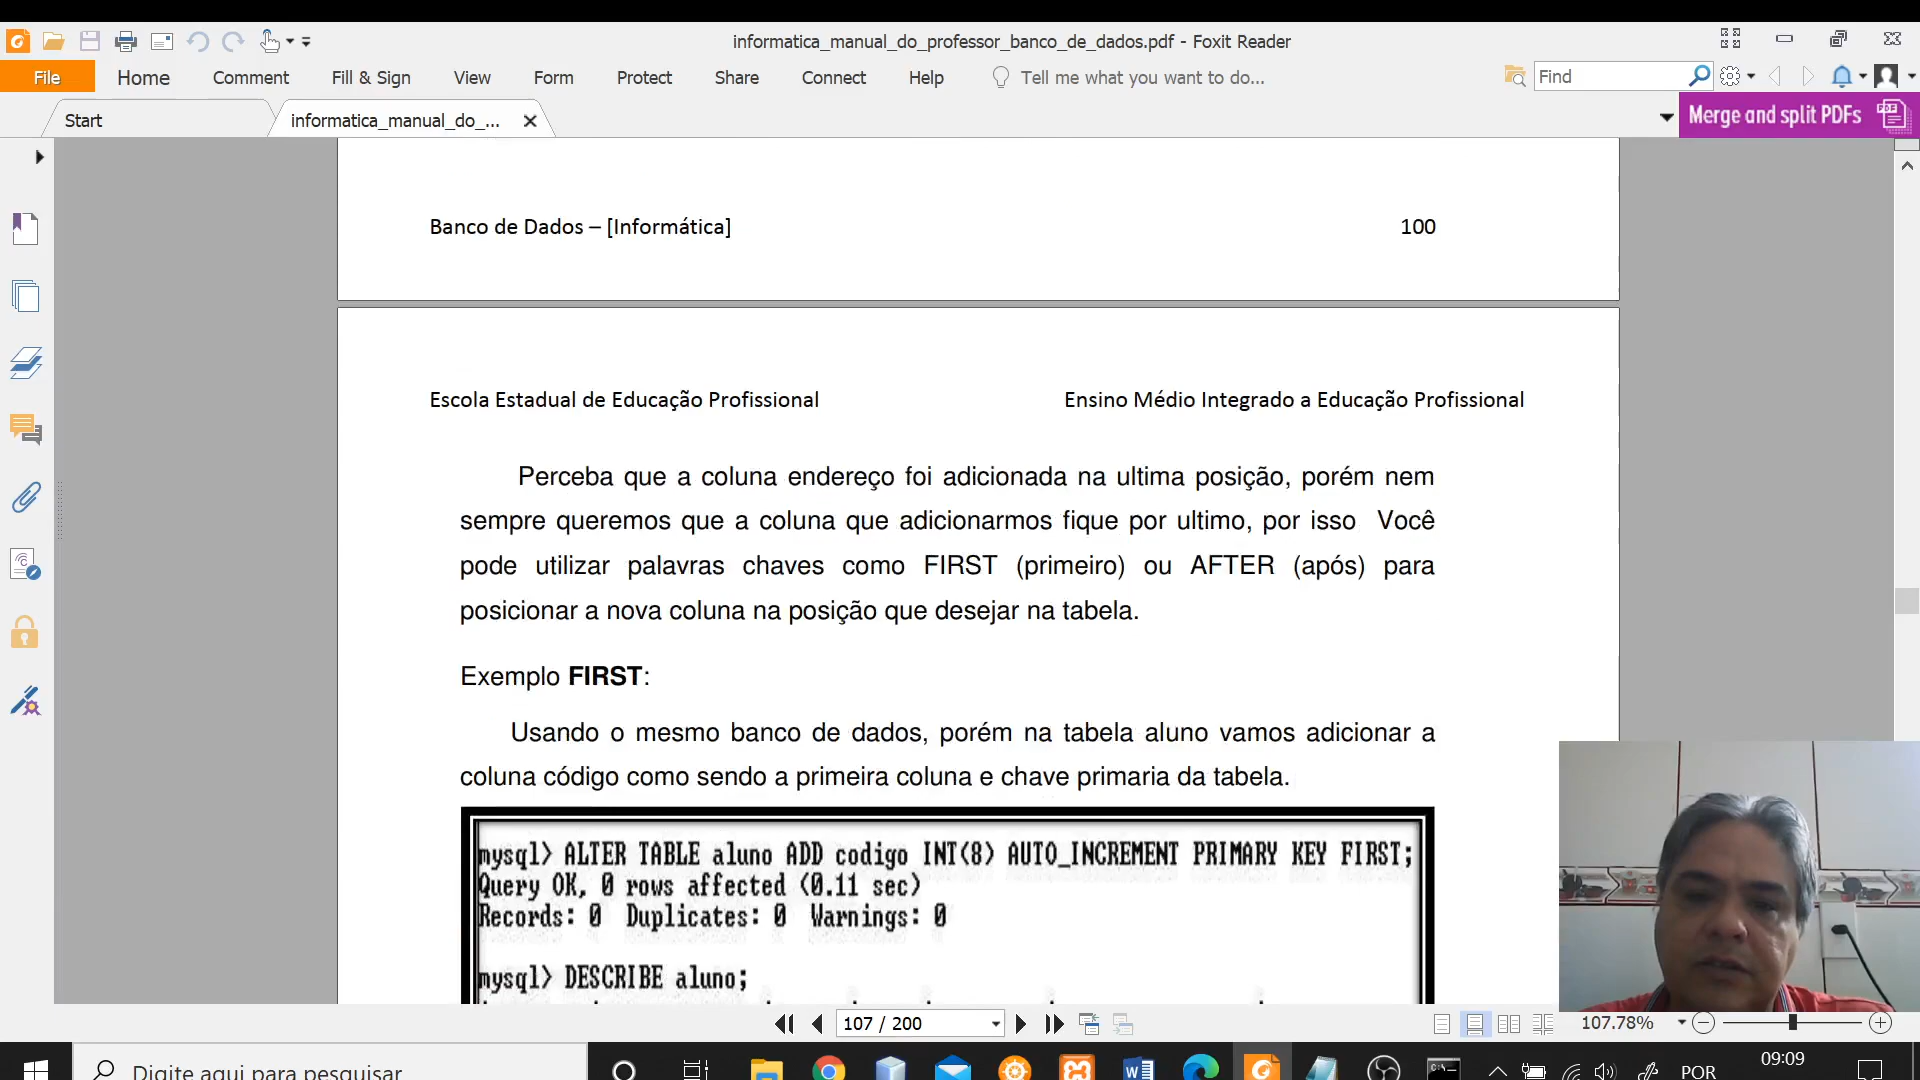 informatica_manual_do_professor_banco_de_dados.pdf - Foxit Reader
File Home Comment Fill & Sign View Form Protect Share Connect Help Tell me what you want to do... Find
Start informatica_manual_do_... Merge and split PDFs
Banco de Dados – [Informática] 100
Escola Estadual de Educação Profissional Ensino Médio Integrado a Educação Profissional
Perceba que a coluna endereço foi adicionada na ultima posição, porém nem
sempre queremos que a coluna que adicionarmos fique por ultimo, por isso Você
pode utilizar palavras chaves como FIRST (primeiro) ou AFTER (após) para
posicionar a nova coluna na posição que desejar na tabela.
Exemplo FIRST:
Usando o mesmo banco de dados, porém na tabela aluno vamos adicionar a
coluna código como sendo a primeira coluna e chave primaria da tabela.
mysql> ALTER TABLE aluno ADD codigo INT(8) AUTO_INCREMENT PRIMARY KEY FIRST;
Query OK, 0 rows affected (0.11 sec)
Records: 0 Duplicates: 0 Warnings: 0
mysql> DESCRIBE aluno;
107 / 200 107.78%
Digite aqui para pesquisar POR 09:09